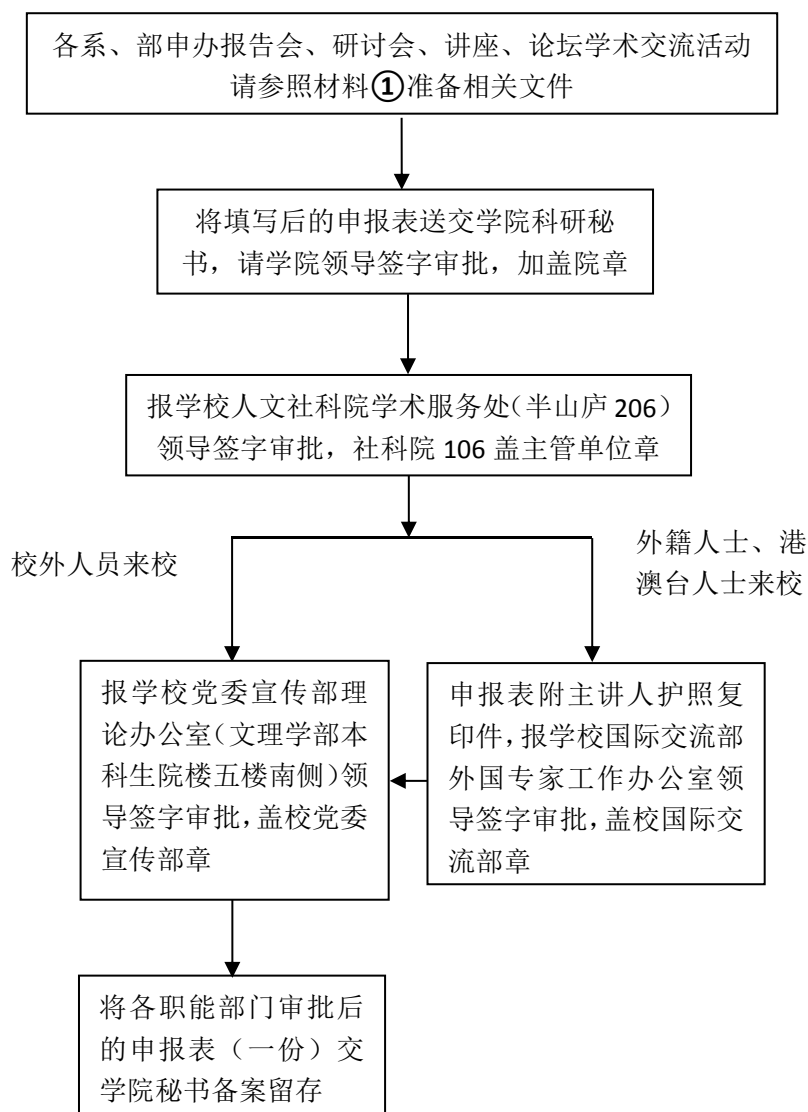 各系、部申办报告会、研讨会、讲座、论坛学术交流活动
请参照材料①准备相关文件
将填写后的申报表送交学院科研秘
书，请学院领导签字审批，加盖院章
报学校人文社科院学术服务处（半山庐 206）
领导签字审批，社科院 106 盖主管单位章
校外人员来校
外籍人士、港
澳台人士来校
报学校党委宣传部理
论办公室（文理学部本
科生院楼五楼南侧）领
导签字审批，盖校党委
宣传部章
申报表附主讲人护照复
印件，报学校国际交流部
外国专家工作办公室领
导签字审批，盖校国际交
流部章
将各职能部门审批后
的申报表（一份）交
学院秘书备案留存